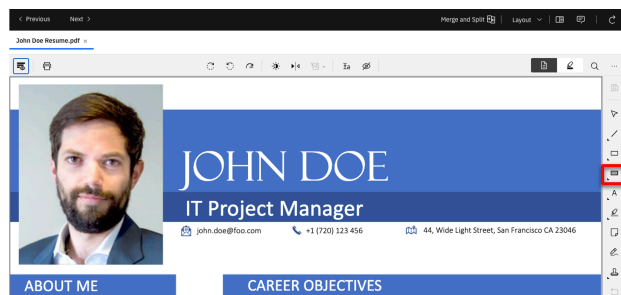 Previous Next
Merge and Split Layout
John Doe Resume.pdf
JOHN DOE
IT Project Manager
john.doe@foo.com +1 (720) 123 456 44, Wide Light Street, San Francisco CA 23046
ABOUT ME CAREER OBJECTIVES